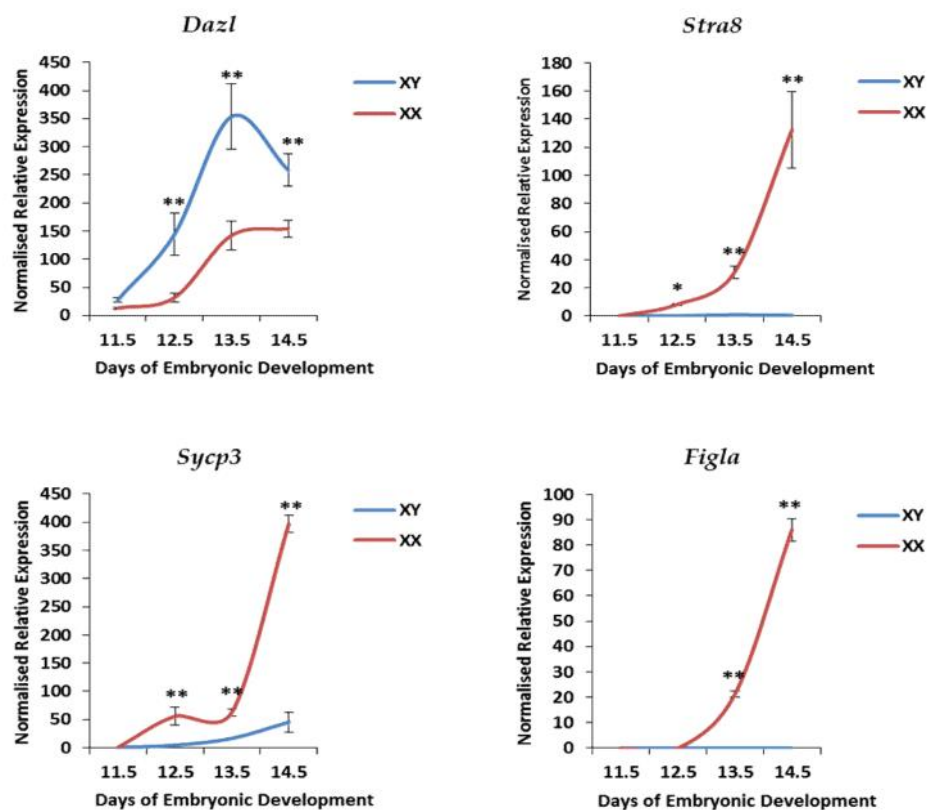 Dazl
Normalised Relative Expression
450
400
350
300
250
200
150
100
50
0
**
**
**
XY
XX
11.5 12.5 13.5 14.5
Days of Embryonic Development
Stra8
Normalised Relative Expression
180
160
140
120
100
80
60
40
20
0
*
**
**
XY
XX
11.5 12.5 13.5 14.5
Days of Embryonic Development
Sycp3
Normalised Relative Expression
450
400
350
300
250
200
150
100
50
0
**
**
**
XY
XX
11.5 12.5 13.5 14.5
Days of Embryonic Development
Figla
Normalised Relative Expression
100
90
80
70
60
50
40
30
20
10
0
**
**
XY
XX
11.5 12.5 13.5 14.5
Days of Embryonic Development